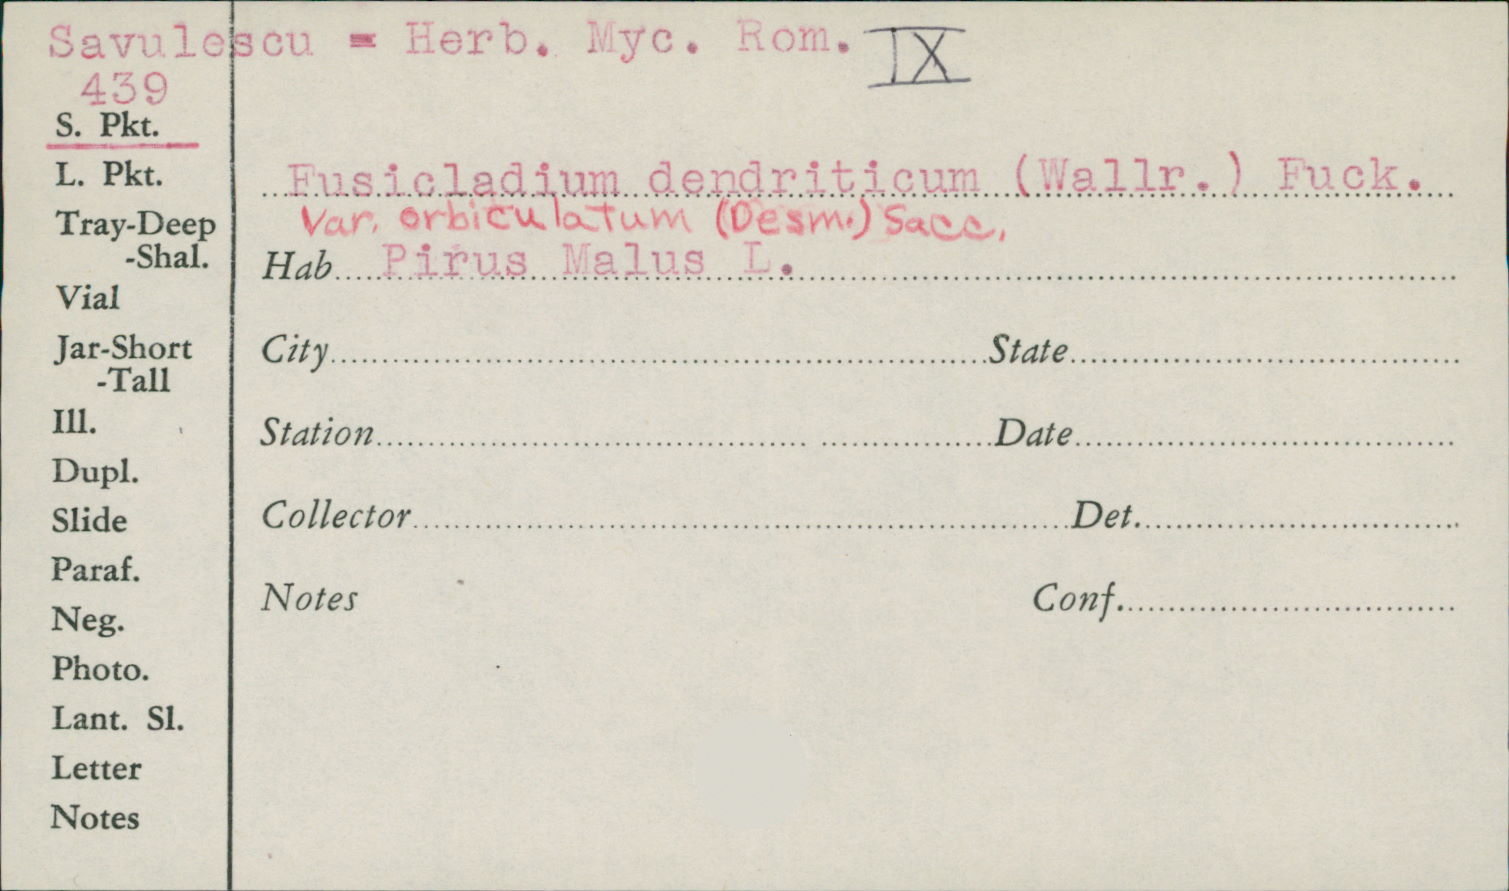 Savulescu = Herb. Myc. Rom. IX
439
S. Pkt.
L. Pkt.
Fusicladium dendriticum (Wallr.) Fuck.
Var. orbiculatum (Desm.) Sacc.
Tray-Deep
-Shal.
Hab. Pirus Malus L.
Vial
Jar-Short
-Tall
City State
Ill.
Station Date
Dupl.
Slide
Collector Det.
Paraf.
Neg.
Notes Conf.
Photo.
Lant. Sl.
Letter
Notes